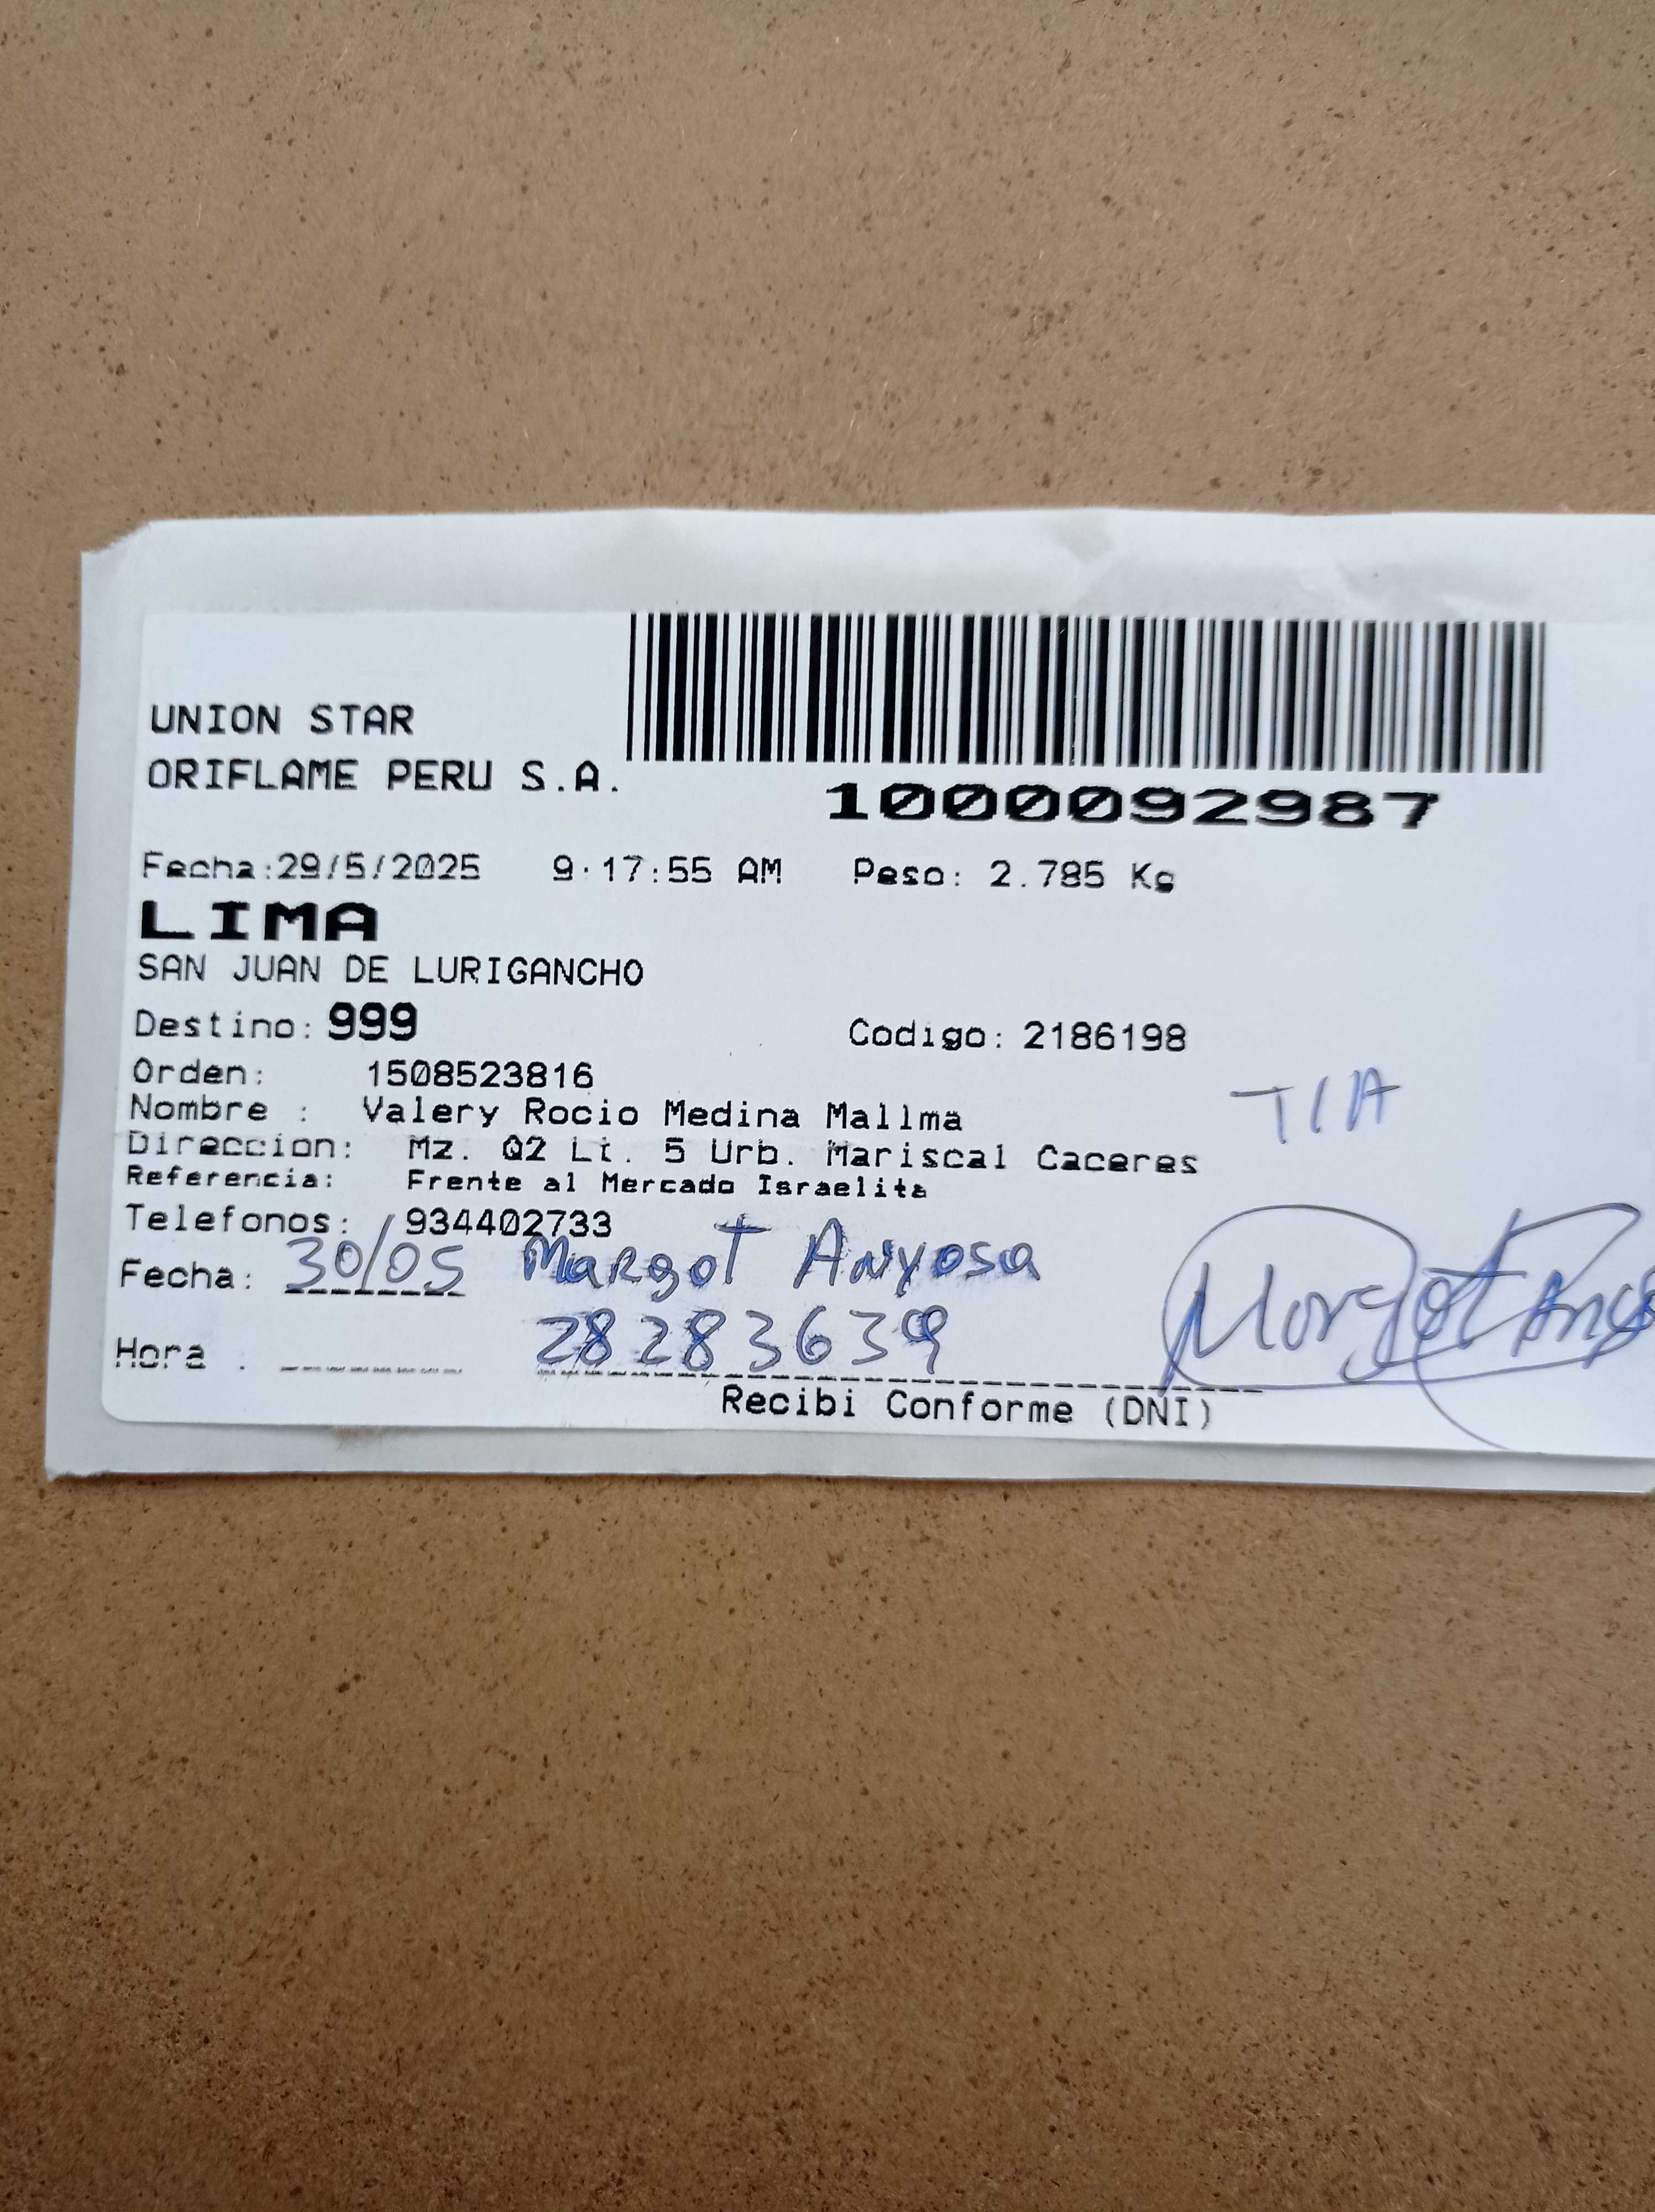 UNION STAR
ORIFLAME PERU S.A.
1000092987
Fecha:29/5/2025 9:17:55 AM Peso: 2.785 Kg
LIMA
SAN JUAN DE LURIGANCHO
Destino: 999 Codigo: 2186198
Orden: 1508523816
TIA
Nombre : Valery Rocio Medina Mallma
Direccion: Mz. Q2 Lt. 5 Urb. Mariscal Caceres
Referencia: Frente al Mercado Israelita
Telefonos: 934402733
Fecha: 30/05 Margot Anyosa
Hora : 28283639
Recibi Conforme (DNI)